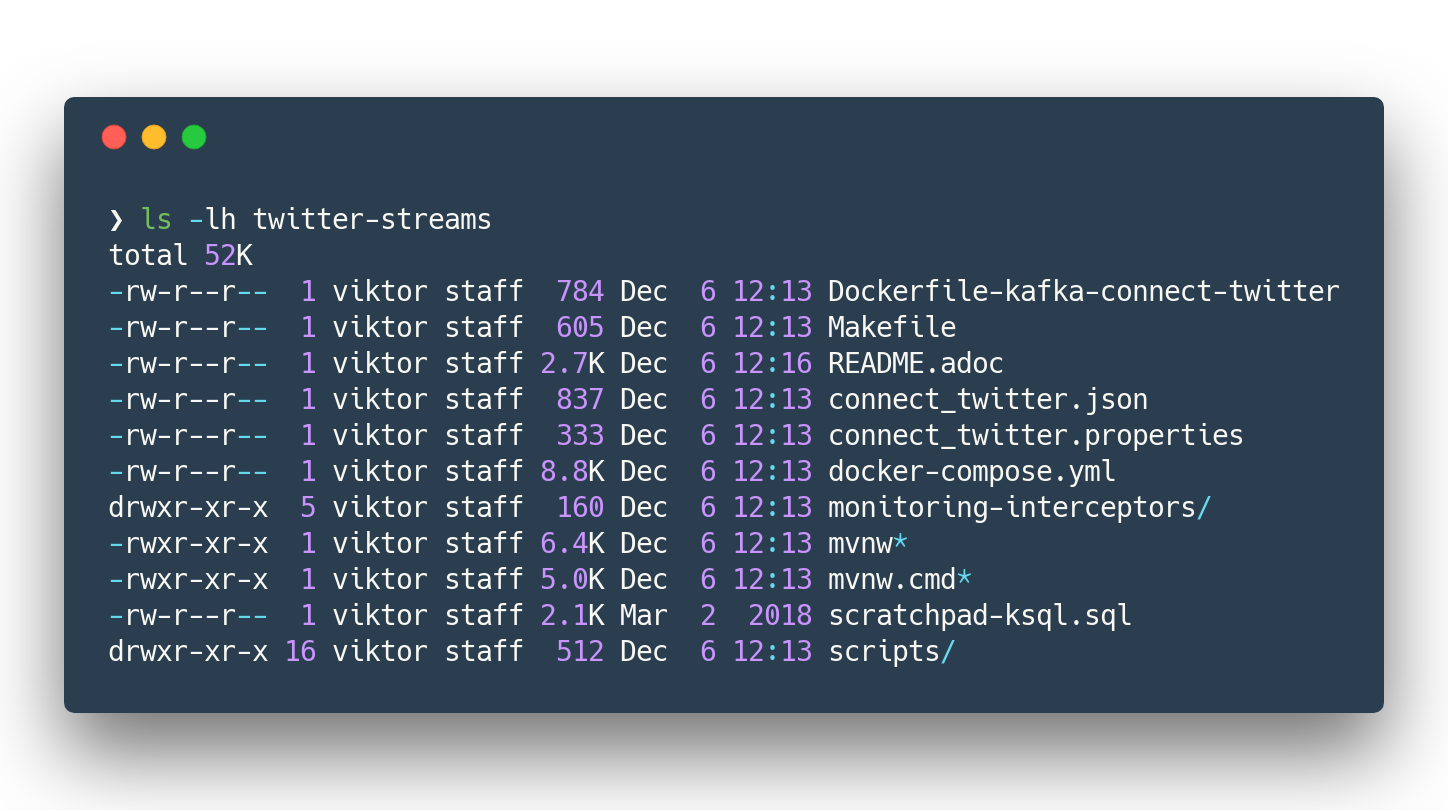 ❯ ls -lh twitter-streams
total 52K
-rw-r--r--  1 viktor staff  784 Dec  6 12:13 Dockerfile-kafka-connect-twitter
-rw-r--r--  1 viktor staff  605 Dec  6 12:13 Makefile
-rw-r--r--  1 viktor staff 2.7K Dec  6 12:16 README.adoc
-rw-r--r--  1 viktor staff  837 Dec  6 12:13 connect_twitter.json
-rw-r--r--  1 viktor staff  333 Dec  6 12:13 connect_twitter.properties
-rw-r--r--  1 viktor staff 8.8K Dec  6 12:13 docker-compose.yml
drwxr-xr-x  5 viktor staff  160 Dec  6 12:13 monitoring-interceptors/
-rwxr-xr-x  1 viktor staff 6.4K Dec  6 12:13 mvnw*
-rwxr-xr-x  1 viktor staff 5.0K Dec  6 12:13 mvnw.cmd*
-rw-r--r--  1 viktor staff 2.1K Mar  2  2018 scratchpad-ksql.sql
drwxr-xr-x 16 viktor staff  512 Dec  6 12:13 scripts/